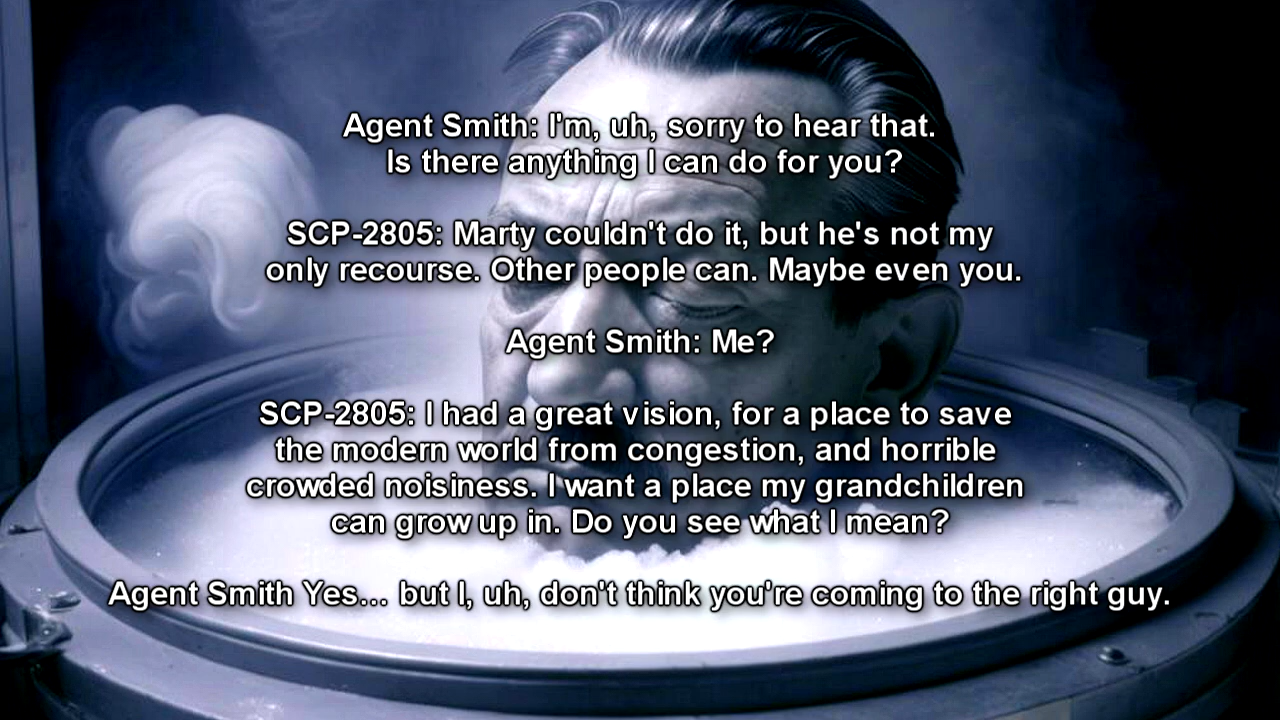 Agent Smith: I'm, uh, sorry to hear that.
Is there anything I can do for you?
SCP-2805: Marty couldn't do it, but he's not my
only recourse. Other people can. Maybe even you.
Agent Smith: Me?
SCP-2805: I had a great vision, for a place to save
the modern world from congestion, and horrible
crowded noisiness. I want a place my grandchildren
can grow up in. Do you see what I mean?
Agent Smith Yes... but I, uh, don't think you're coming to the right guy.